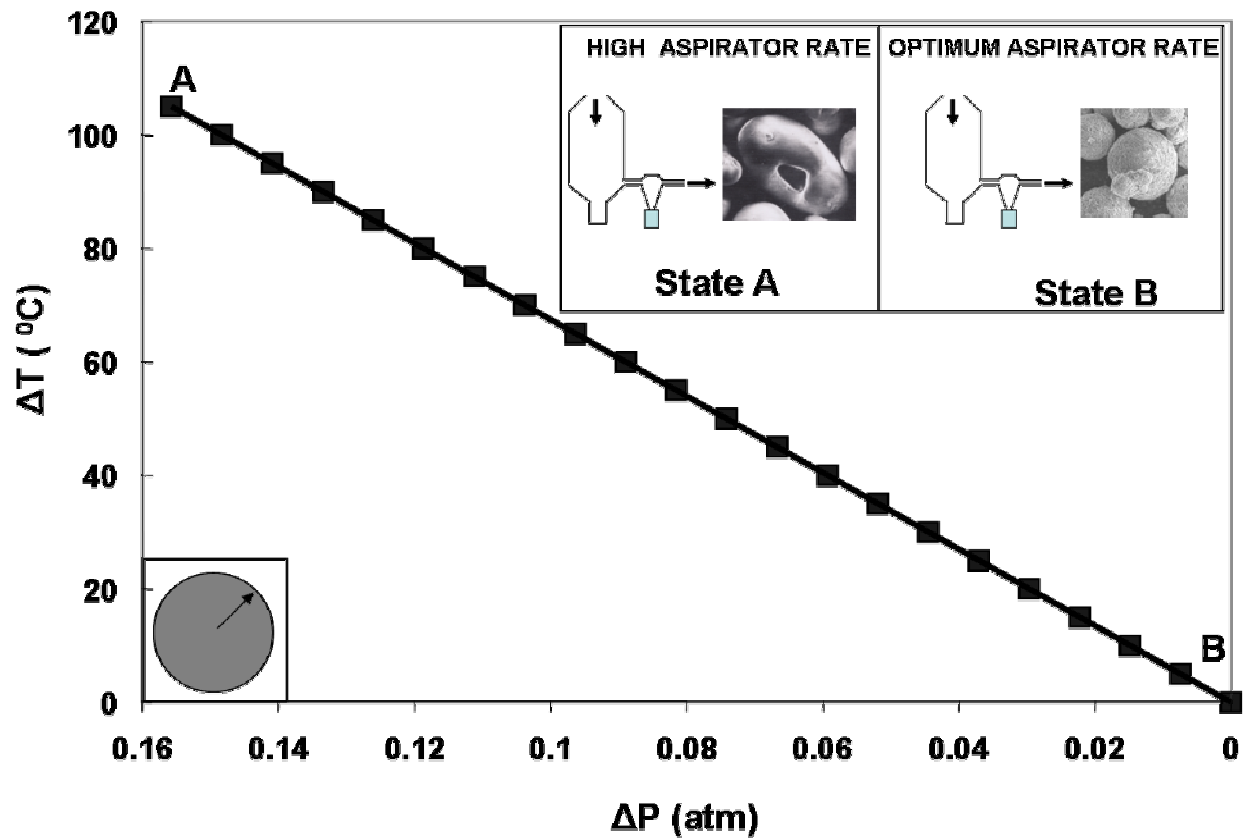 120
100
80
60
40
20
0
ΔT ( ⁰C)
A
B
HIGH ASPIRATOR RATE
OPTIMUM ASPIRATOR RATE
State A
State B
0.16 0.14 0.12 0.1 0.08 0.06 0.04 0.02 0
ΔP (atm)